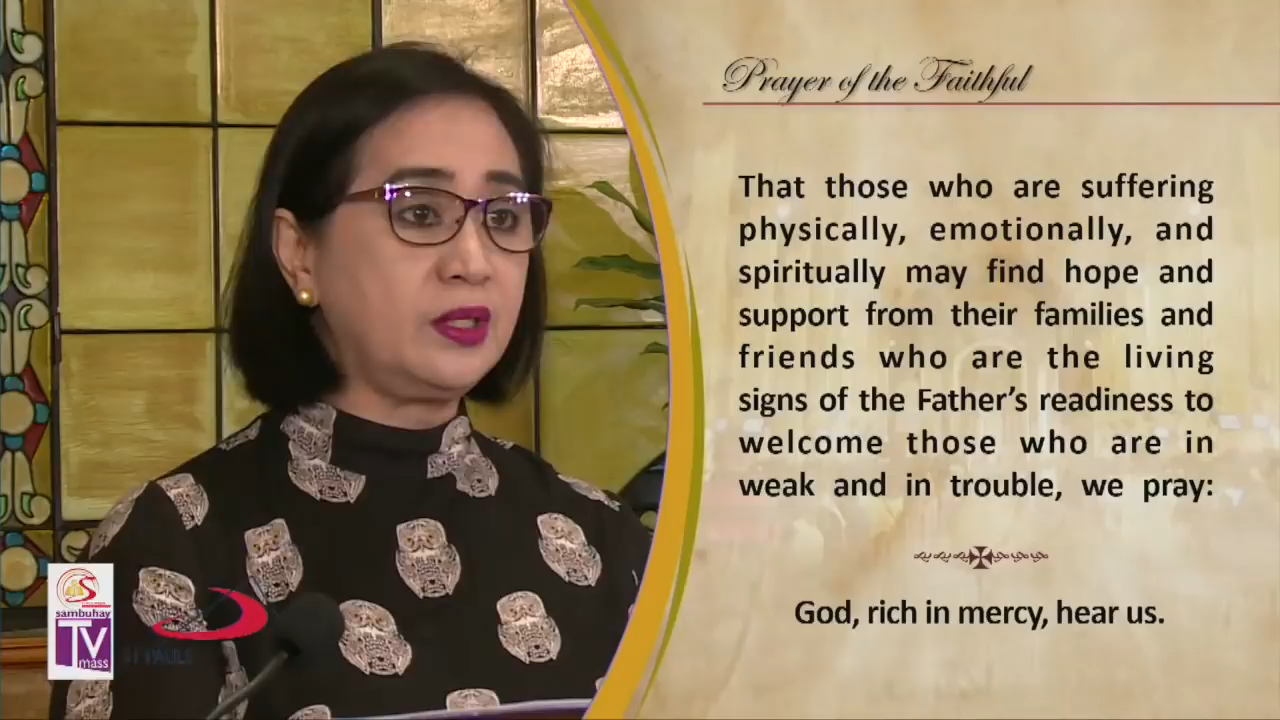 Prayer of the Faithful
That those who are suffering
physically, emotionally, and
spiritually may find hope and
support from their families and
friends who are the living
signs of the Father's readiness to
welcome those who are in
weak and in trouble, we pray:
God, rich in mercy, hear us.
sambuhay
TV
mass
ST PAULS